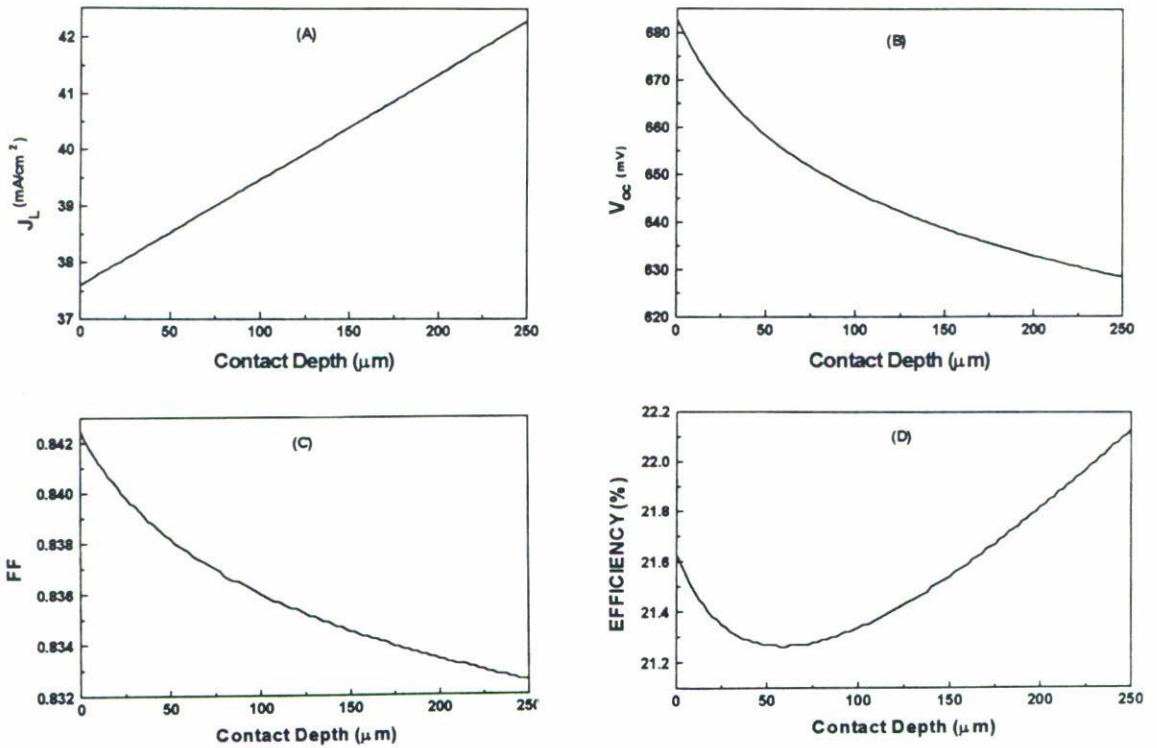 (A)
42
41
40
39
38
37
J_L (mA/cm²)
0 50 100 150 200 250
Contact Depth (μm)
(B)
680
670
660
650
640
630
620
V_oc (mV)
0 50 100 150 200 250
Contact Depth (μm)
(C)
0.842
0.840
0.838
0.836
0.834
0.832
FF
0 50 100 150 200 25(
Contact Depth (μm)
(D)
22.2
22.0
21.8
21.6
21.4
21.2
EFFICIENCY (%)
0 50 100 150 200 250
Contact Depth (μm)